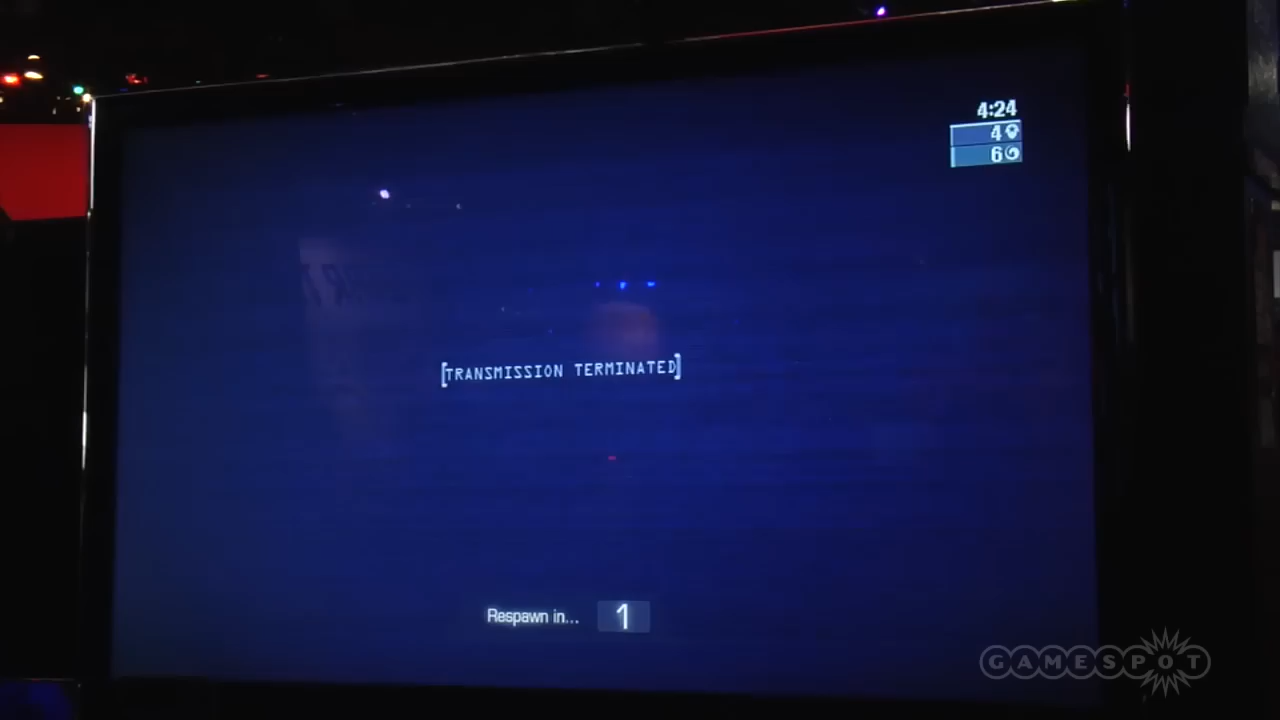 4:24
4
6
[TRANSMISSION TERMINATED]
Respawn in... 1
GAMESPOT